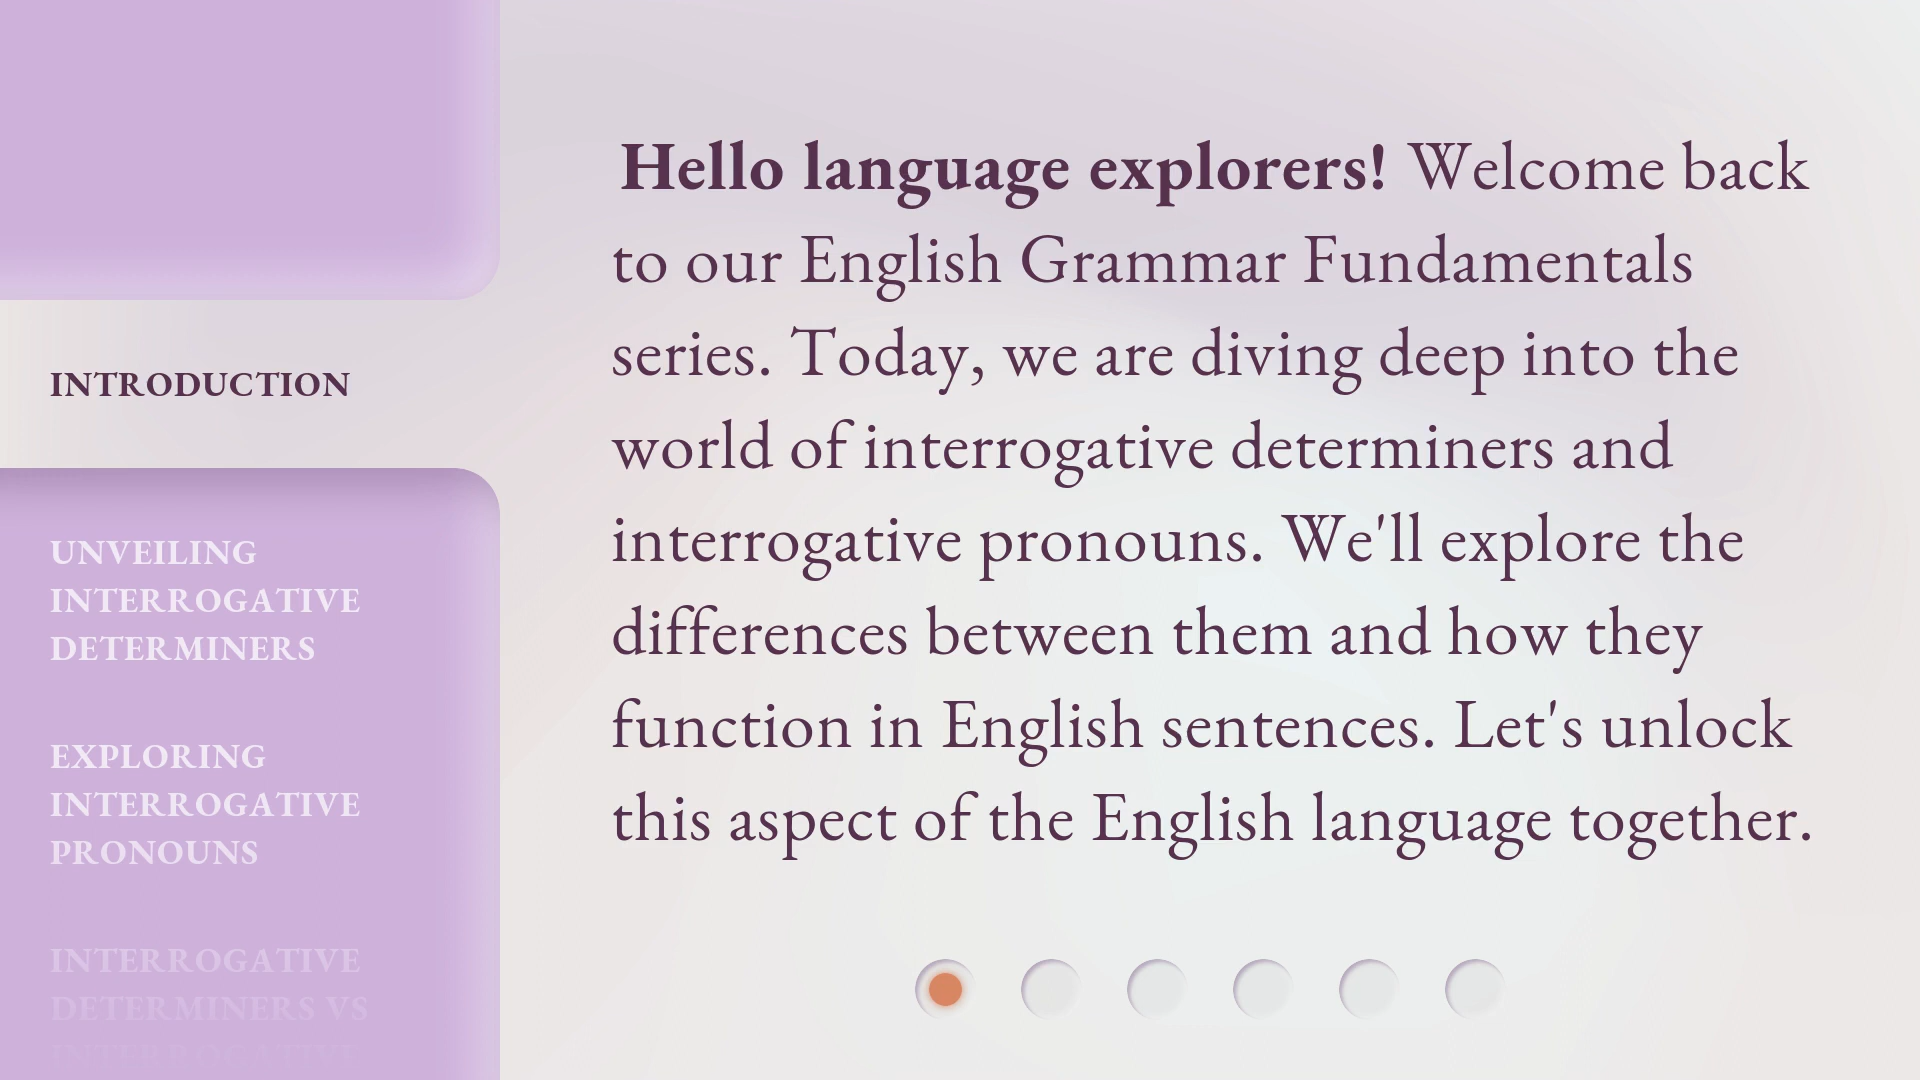 INTRODUCTION
UNVEILING
INTERROGATIVE
DETERMINERS
EXPLORING
INTERROGATIVE
PRONOUNS
INTERROGATIVE
DETERMINERS VS
INTERROGATIVE
Hello language explorers! Welcome back
to our English Grammar Fundamentals
series. Today, we are diving deep into the
world of interrogative determiners and
interrogative pronouns. We'll explore the
differences between them and how they
function in English sentences. Let's unlock
this aspect of the English language together.